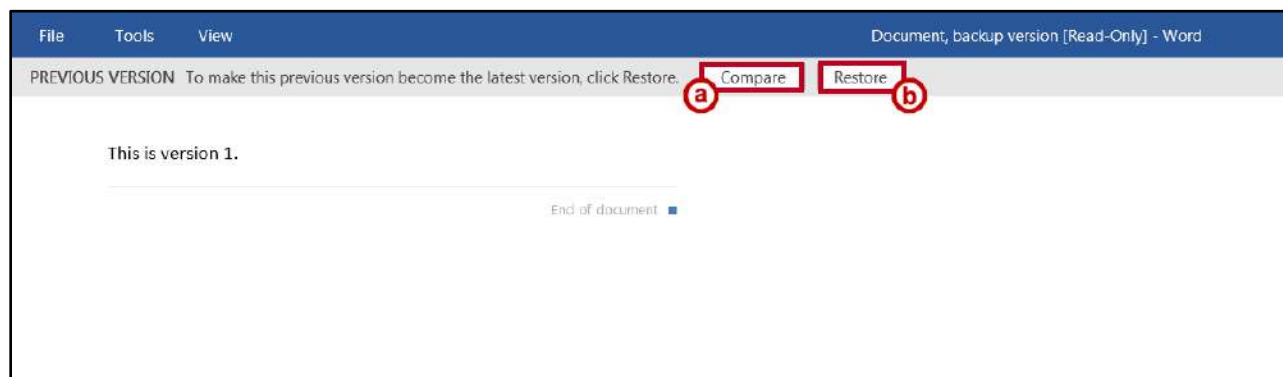 File Tools View Document, backup version [Read-Only] - Word
PREVIOUS VERSION To make this previous version become the latest version, click Restore. Compare Restore
a b
This is version 1.
End of document